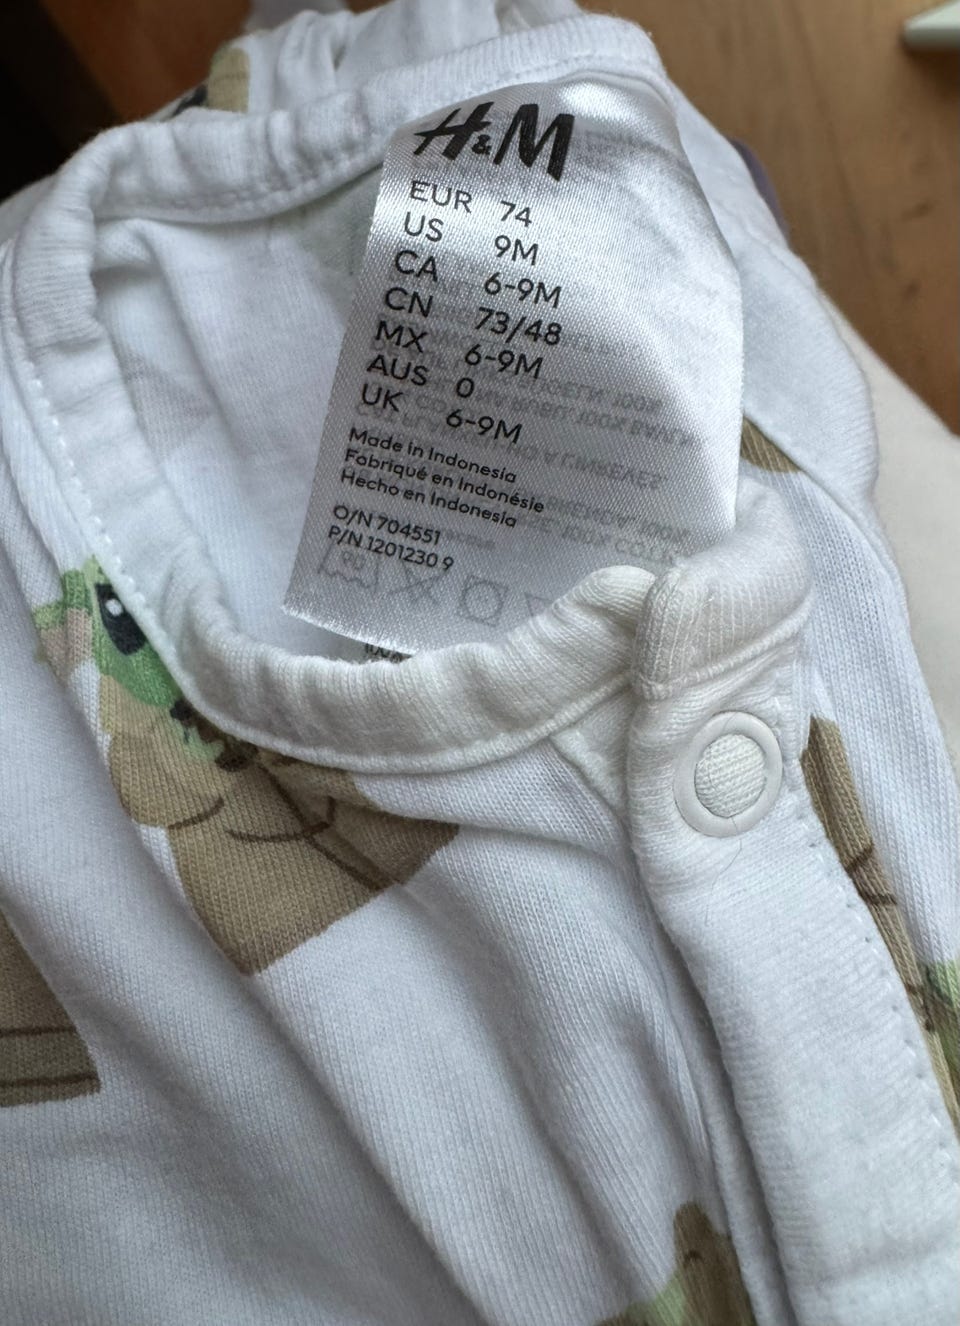 H&M
EUR 74
US 9M
CA 6-9M
CN 73/48
MX 6-9M
AUS 0
UK 6-9M
Made in Indonesia
Fabriqué en Indonésie
Hecho en Indonesia
O/N 704551
P/N 1201230 9